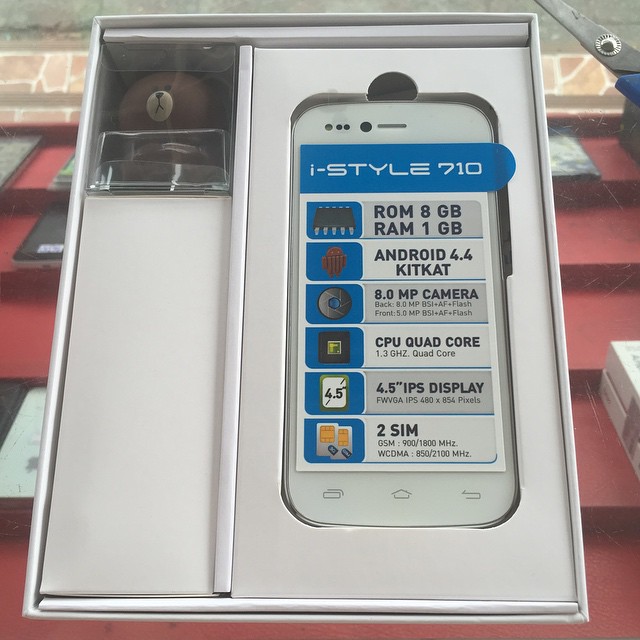 i-STYLE 710
ROM 8 GB
RAM 1 GB
ANDROID 4.4
KITKAT
8.0 MP CAMERA
Back: 8.0 MP BSI+AF+Flash
Front:5.0 MP BSI+AF+Flash
CPU QUAD CORE
1.3 GHZ. Quad Core
4.5"
4.5"IPS DISPLAY
FWVGA IPS 480 x 854 Pixels
2 SIM
GSM : 900/1800 MHz.
WCDMA : 850/2100 MHz.